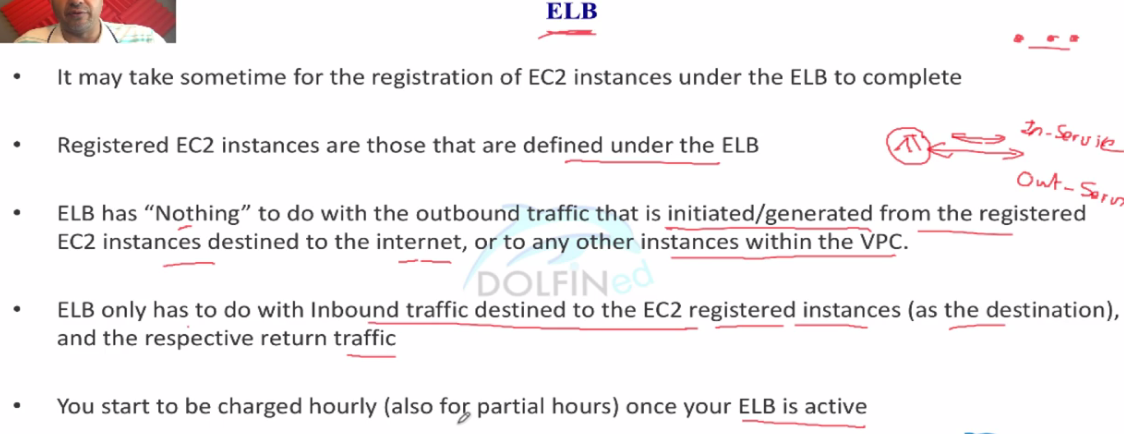 ELB
• It may take sometime for the registration of EC2 instances under the ELB to complete
• Registered EC2 instances are those that are defined under the ELB
In-Service
Out-Serv
• ELB has “Nothing” to do with the outbound traffic that is initiated/generated from the registered
EC2 instances destined to the internet, or to any other instances within the VPC.
DOLFINed
• ELB only has to do with Inbound traffic destined to the EC2 registered instances (as the destination),
and the respective return traffic
• You start to be charged hourly (also for partial hours) once your ELB is active